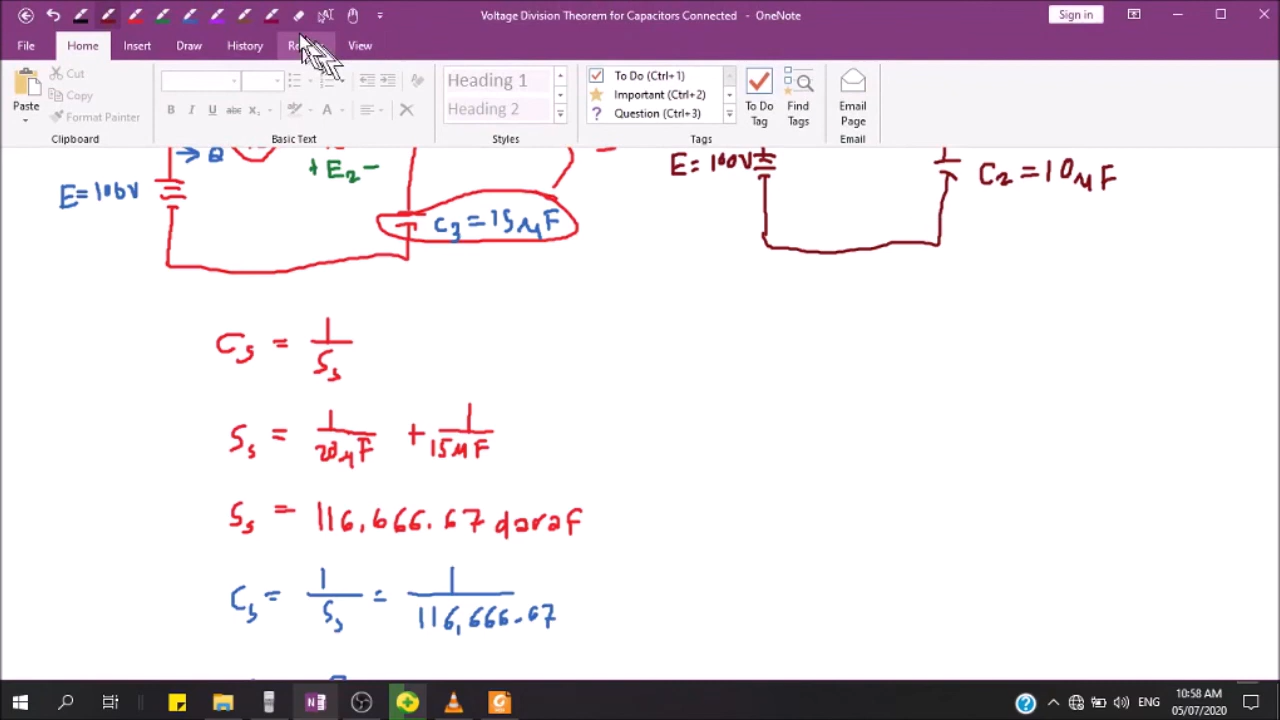 Voltage Division Theorem for Capacitors Connected - OneNote
Sign in
File Home Insert Draw History View
Paste
Cut
Copy
Format Painter
Clipboard
B I U abc
Basic Text
Heading 1
Heading 2
Styles
To Do (Ctrl+1)
Important (Ctrl+2)
? Question (Ctrl+3)
To Do Tag
Find Tags
Tags
Email Page
Email
+ E2 -
E = 100V
C3 = 15μF
E = 100V
C2 = 10μF
Cs = 1/Ss
Ss = 1/20μF + 1/15μF
Ss = 116,666.67 daraf
Cs = 1/Ss = 1/116,666.67
ENG
10:58 AM
05/07/2020